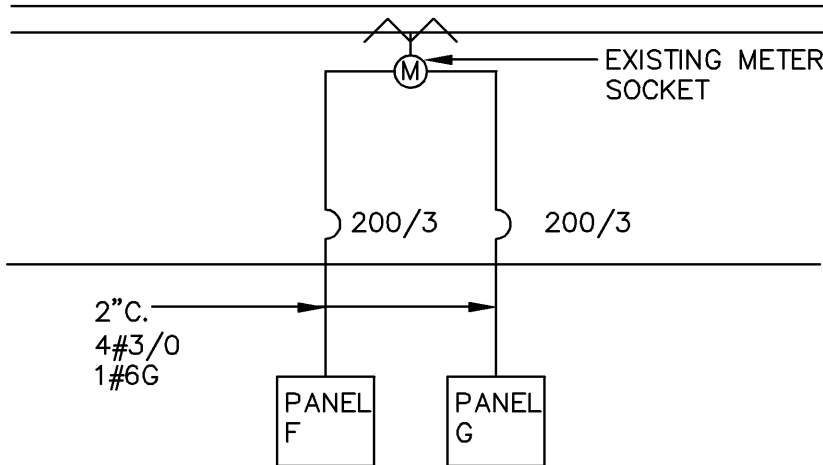 M
EXISTING METER
SOCKET
200/3
200/3
2"C.
4#3/0
1#6G
PANEL
F
PANEL
G